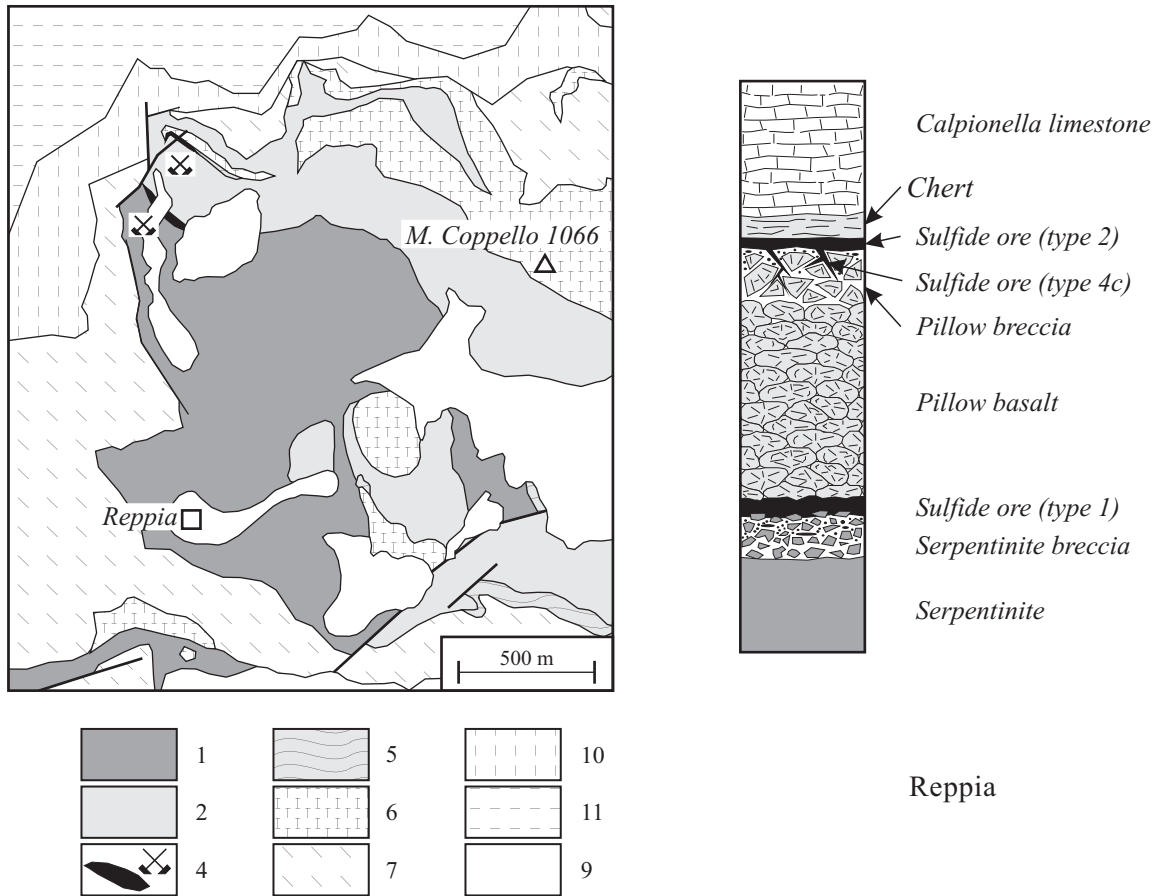 M. Coppello 1066
Reppia
500 m
1
5
10
2
6
11
4
7
9
Calpionella limestone
Chert
Sulfide ore (type 2)
Sulfide ore (type 4c)
Pillow breccia
Pillow basalt
Sulfide ore (type 1)
Serpentinite breccia
Serpentinite
Reppia